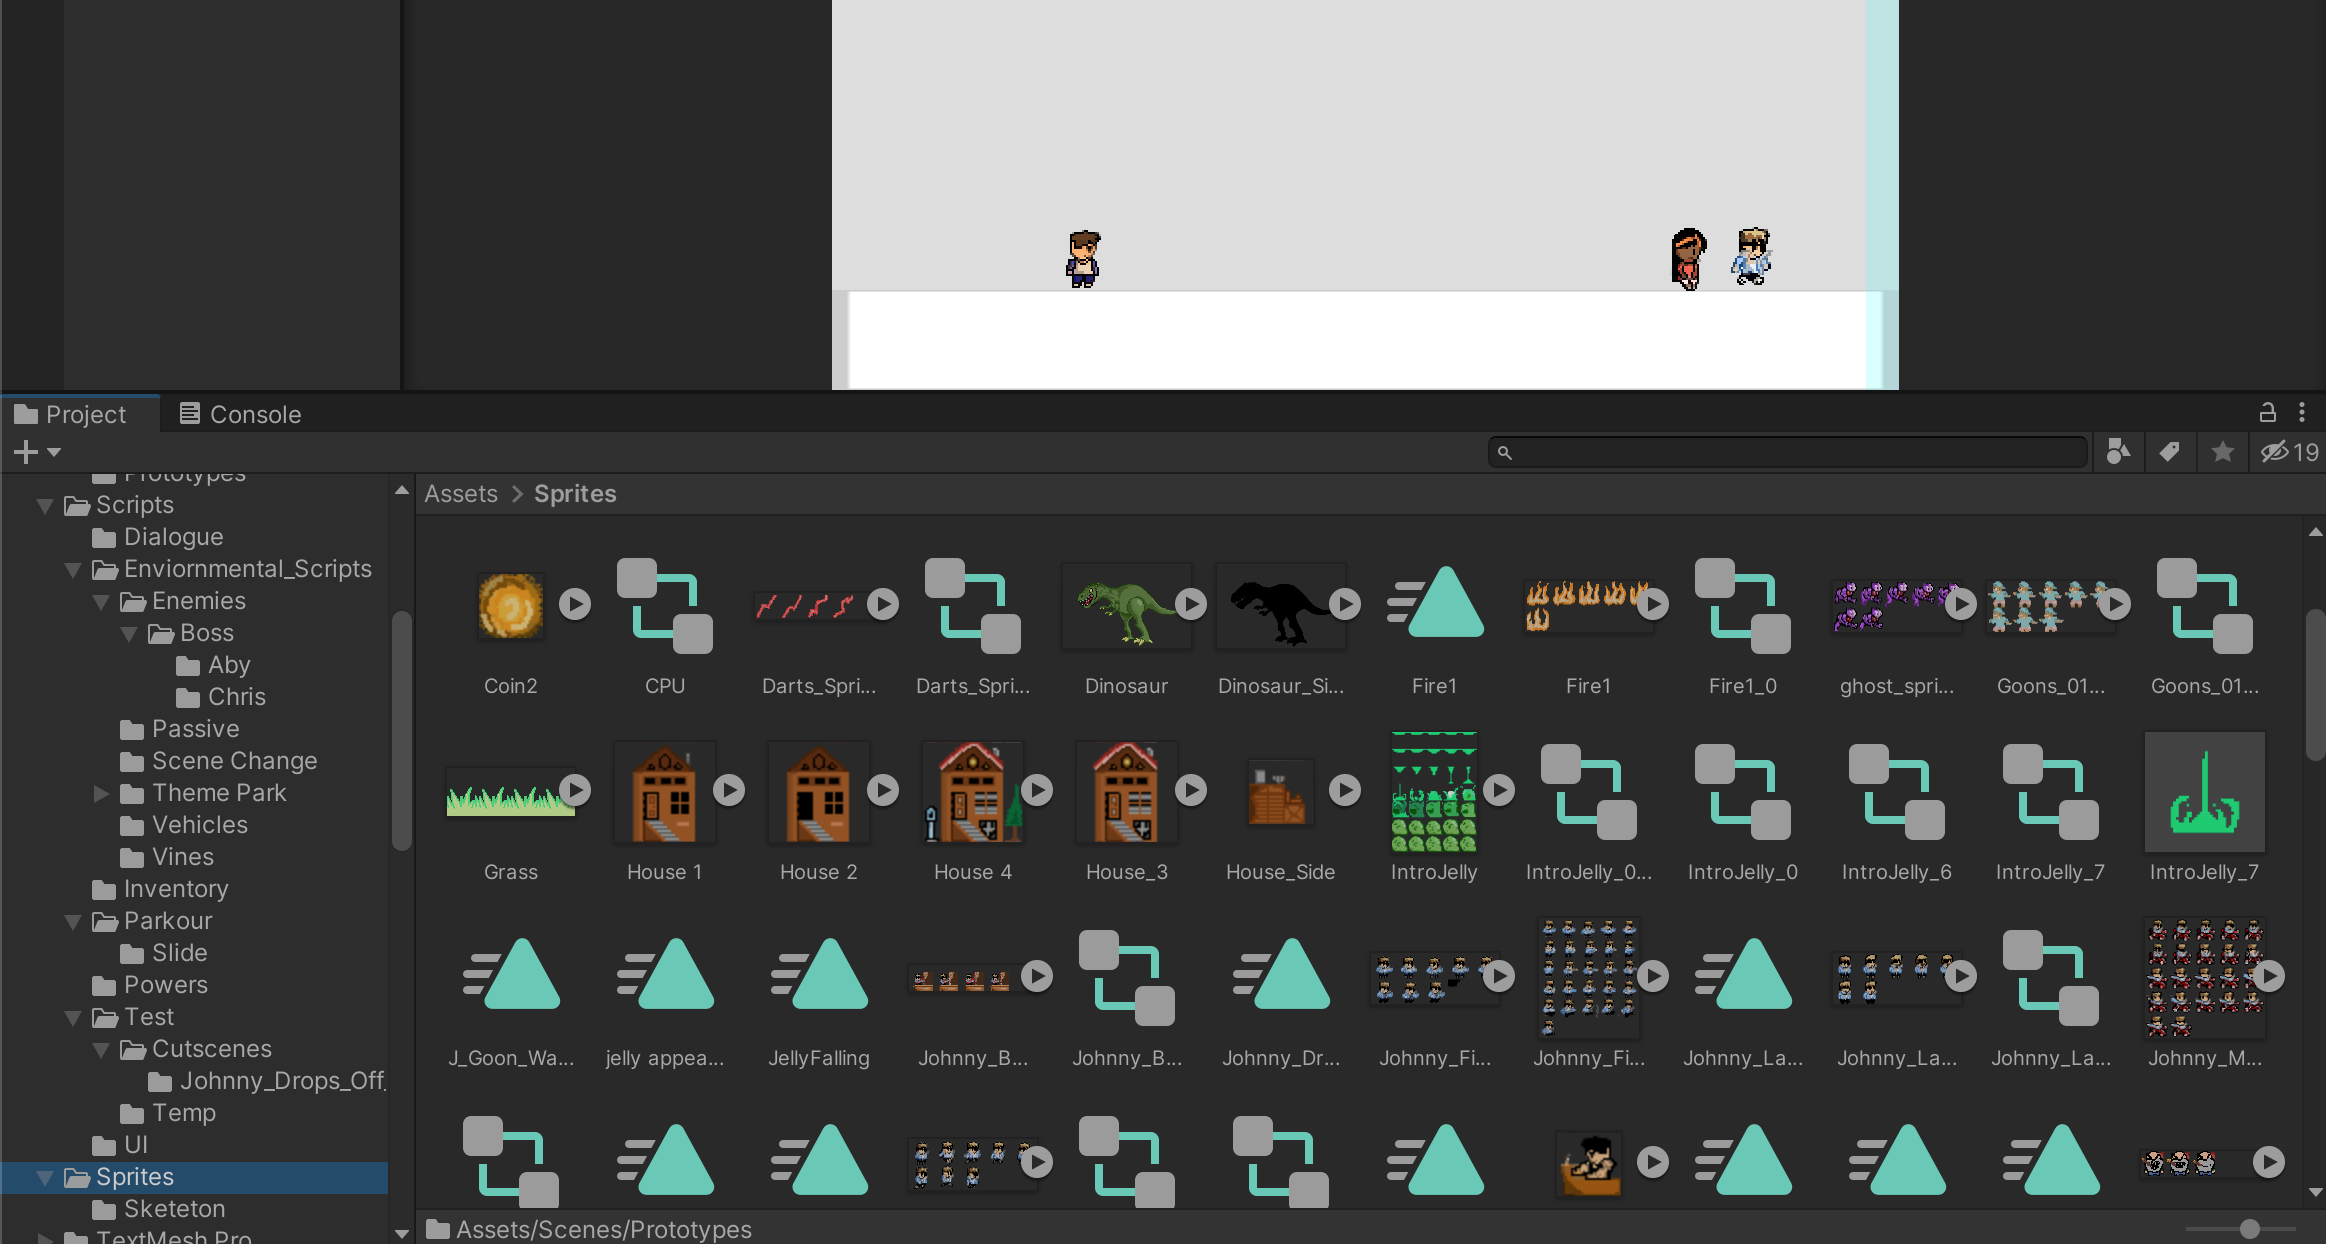 Project
Console
19
Prototypes
Scripts
Dialogue
Enviornmental_Scripts
Enemies
Boss
Aby
Chris
Passive
Scene Change
Theme Park
Vehicles
Vines
Inventory
Parkour
Slide
Powers
Test
Cutscenes
Johnny_Drops_Off_
Temp
UI
Sprites
Sketeton
TextMesh Pro
Assets > Sprites
Coin2 CPU Darts_Spri... Darts_Spri... Dinosaur Dinosaur_Si... Fire1 Fire1 Fire1_0 ghost_spri... Goons_01... Goons_01...
Grass House 1 House 2 House 4 House_3 House_Side IntroJelly IntroJelly_0... IntroJelly_0 IntroJelly_6 IntroJelly_7 IntroJelly_7
J_Goon_Wa... jelly appea... JellyFalling Johnny_B... Johnny_B... Johnny_Dr... Johnny_Fi... Johnny_Fi... Johnny_La... Johnny_La... Johnny_La... Johnny_M...
Assets/Scenes/Prototypes